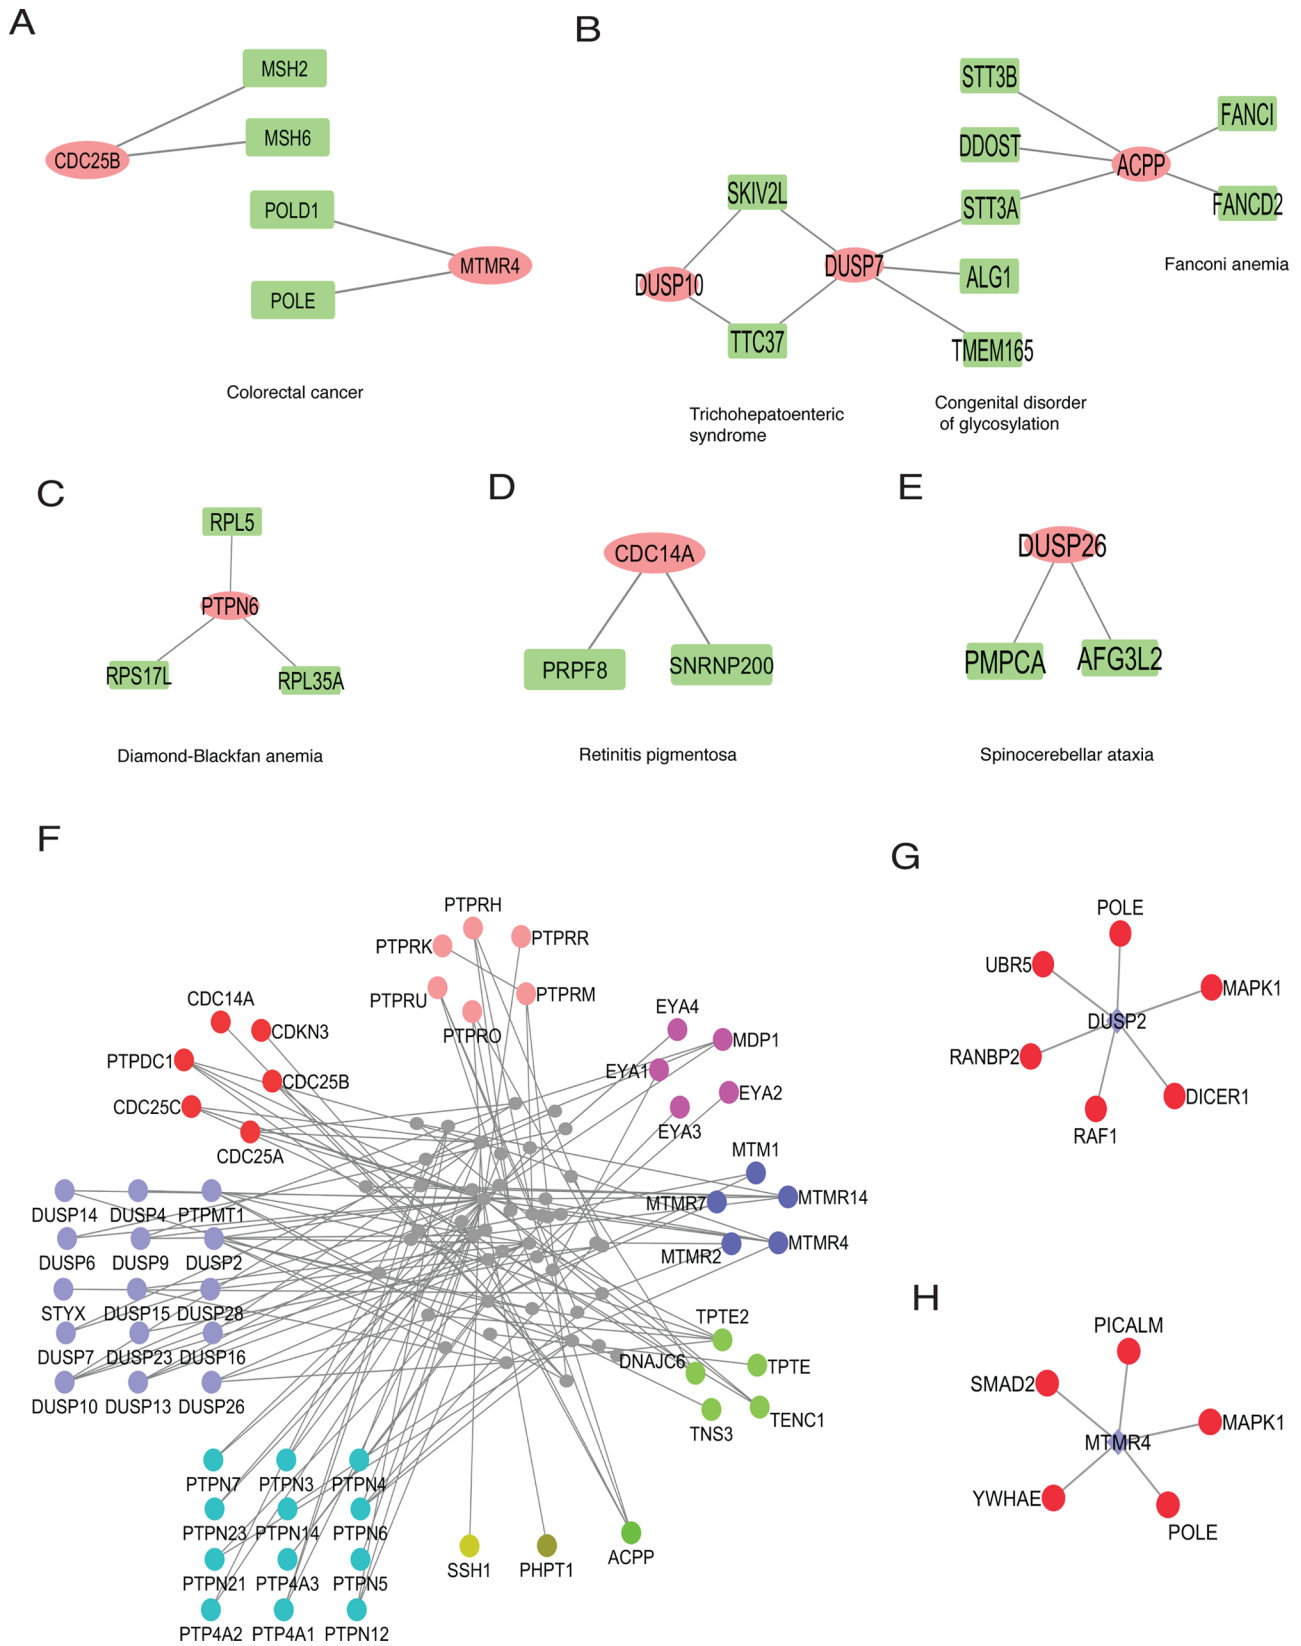 A
MSH2
MSH6
CDC25B
POLD1
MTMR4
POLE
Colorectal cancer
B
STT3B
FANCI
DDOST
ACPP
SKIV2L
STT3A
FANCD2
DUSP7
Fanconi anemia
DUSP10
ALG1
TTC37
TMEM165
Trichohepatoenteric
syndrome
Congenital disorder
of glycosylation
C
RPL5
PTPN6
RPS17L
RPL35A
Diamond-Blackfan anemia
D
CDC14A
PRPF8
SNRNP200
Retinitis pigmentosa
E
DUSP26
PMPCA
AFG3L2
Spinocerebellar ataxia
F
PTPRH
PTPRK
PTPRR
PTPRU
PTPRM
PTPRO
CDC14A
CDKN3
PTPDC1
CDC25B
CDC25C
CDC25A
EYA4
MDP1
EYA1
EYA2
EYA3
MTM1
MTMR7
MTMR14
MTMR2
MTMR4
DUSP14 DUSP4 PTPMT1
DUSP6 DUSP9 DUSP2
STYX DUSP15 DUSP28
DUSP7 DUSP23 DUSP16
DUSP10 DUSP13 DUSP26
TPTE2
DNAJC6
TPTE
TNS3
TENC1
PTPN7 PTPN3 PTPN4
PTPN23 PTPN14 PTPN6
PTPN21 PTP4A3 PTPN5
PTP4A2 PTP4A1 PTPN12
SSH1
PHPT1
ACPP
G
POLE
UBR5
MAPK1
DUSP2
RANBP2
DICER1
RAF1
H
PICALM
SMAD2
MAPK1
MTMR4
YWHAE
POLE